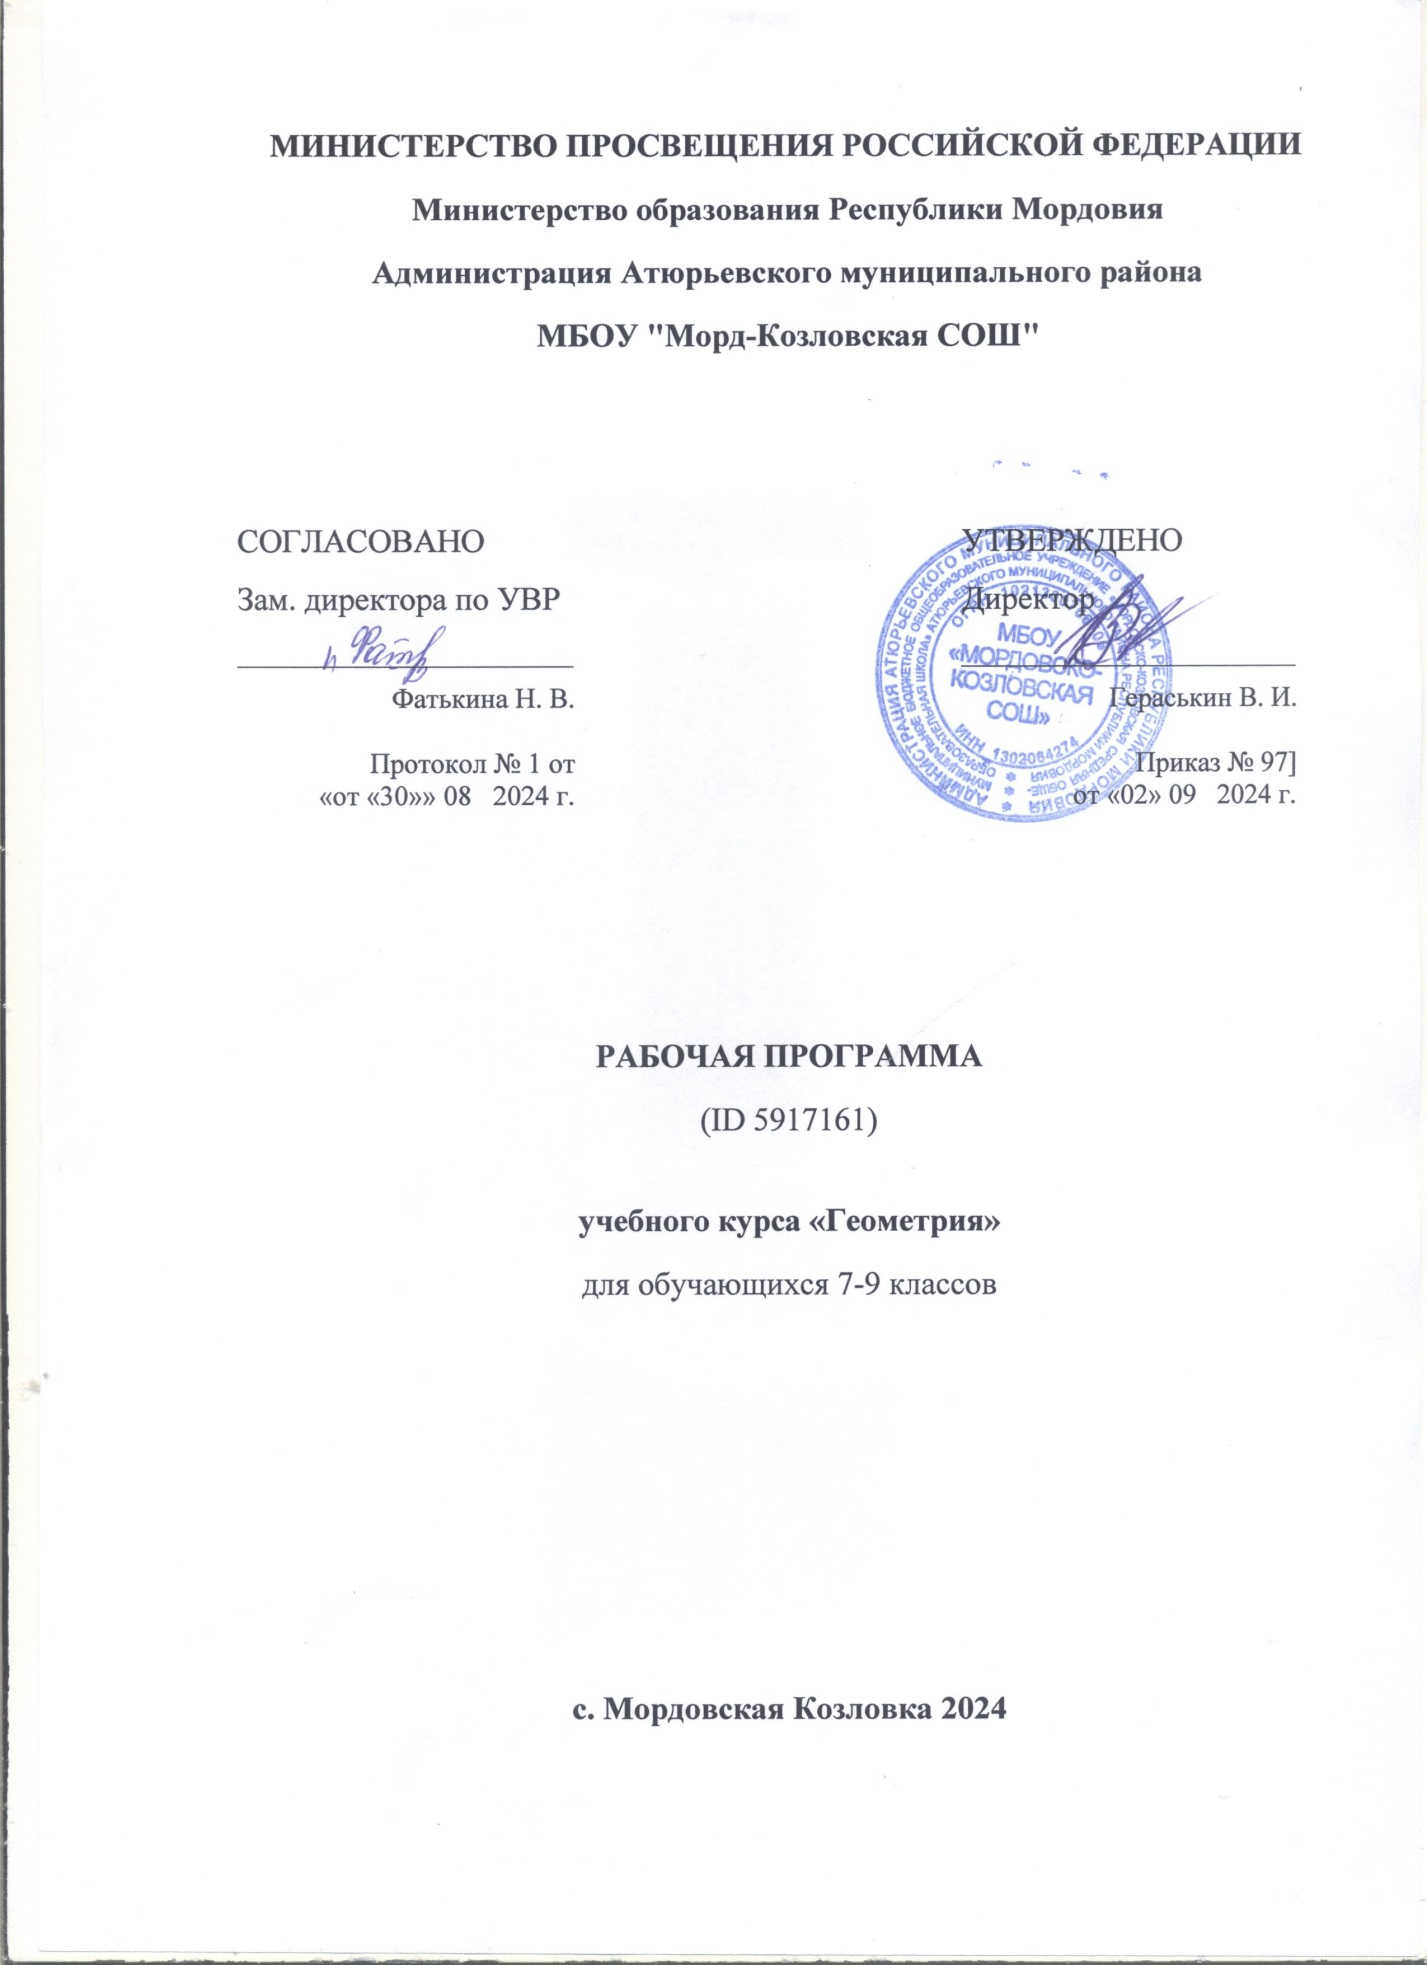 МИНИСТЕРСТВО ПРОСВЕЩЕНИЯ РОССИЙСКОЙ ФЕДЕРАЦИИ
Министерство образования Республики Мордовия
Администрация Атюрьевского муниципального района
МБОУ "Морд-Козловская СОШ"
СОГЛАСОВАНО
Зам. директора по УВР
Фатькина Н. В.
Протокол № 1 от
«от «30»» 08 2024 г.
УТВЕРЖДЕНО
Директор
Гераськин В. И.
Приказ № 97]
от «02» 09 2024 г.
МБОУ
«МОРДОВСКО-
КОЗЛОВСКАЯ
СОШ»
ИНН 1302064274
РАБОЧАЯ ПРОГРАММА
(ID 5917161)
учебного курса «Геометрия»
для обучающихся 7-9 классов
с. Мордовская Козловка 2024